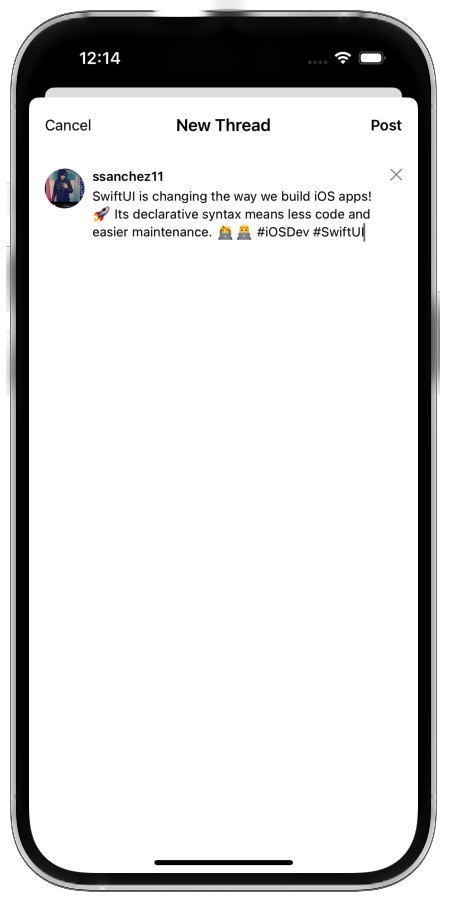 12:14
Cancel New Thread Post
ssanchez11
SwiftUI is changing the way we build iOS apps!
🚀 Its declarative syntax means less code and
easier maintenance. 👩‍💻👨‍💻 #iOSDev #SwiftUI